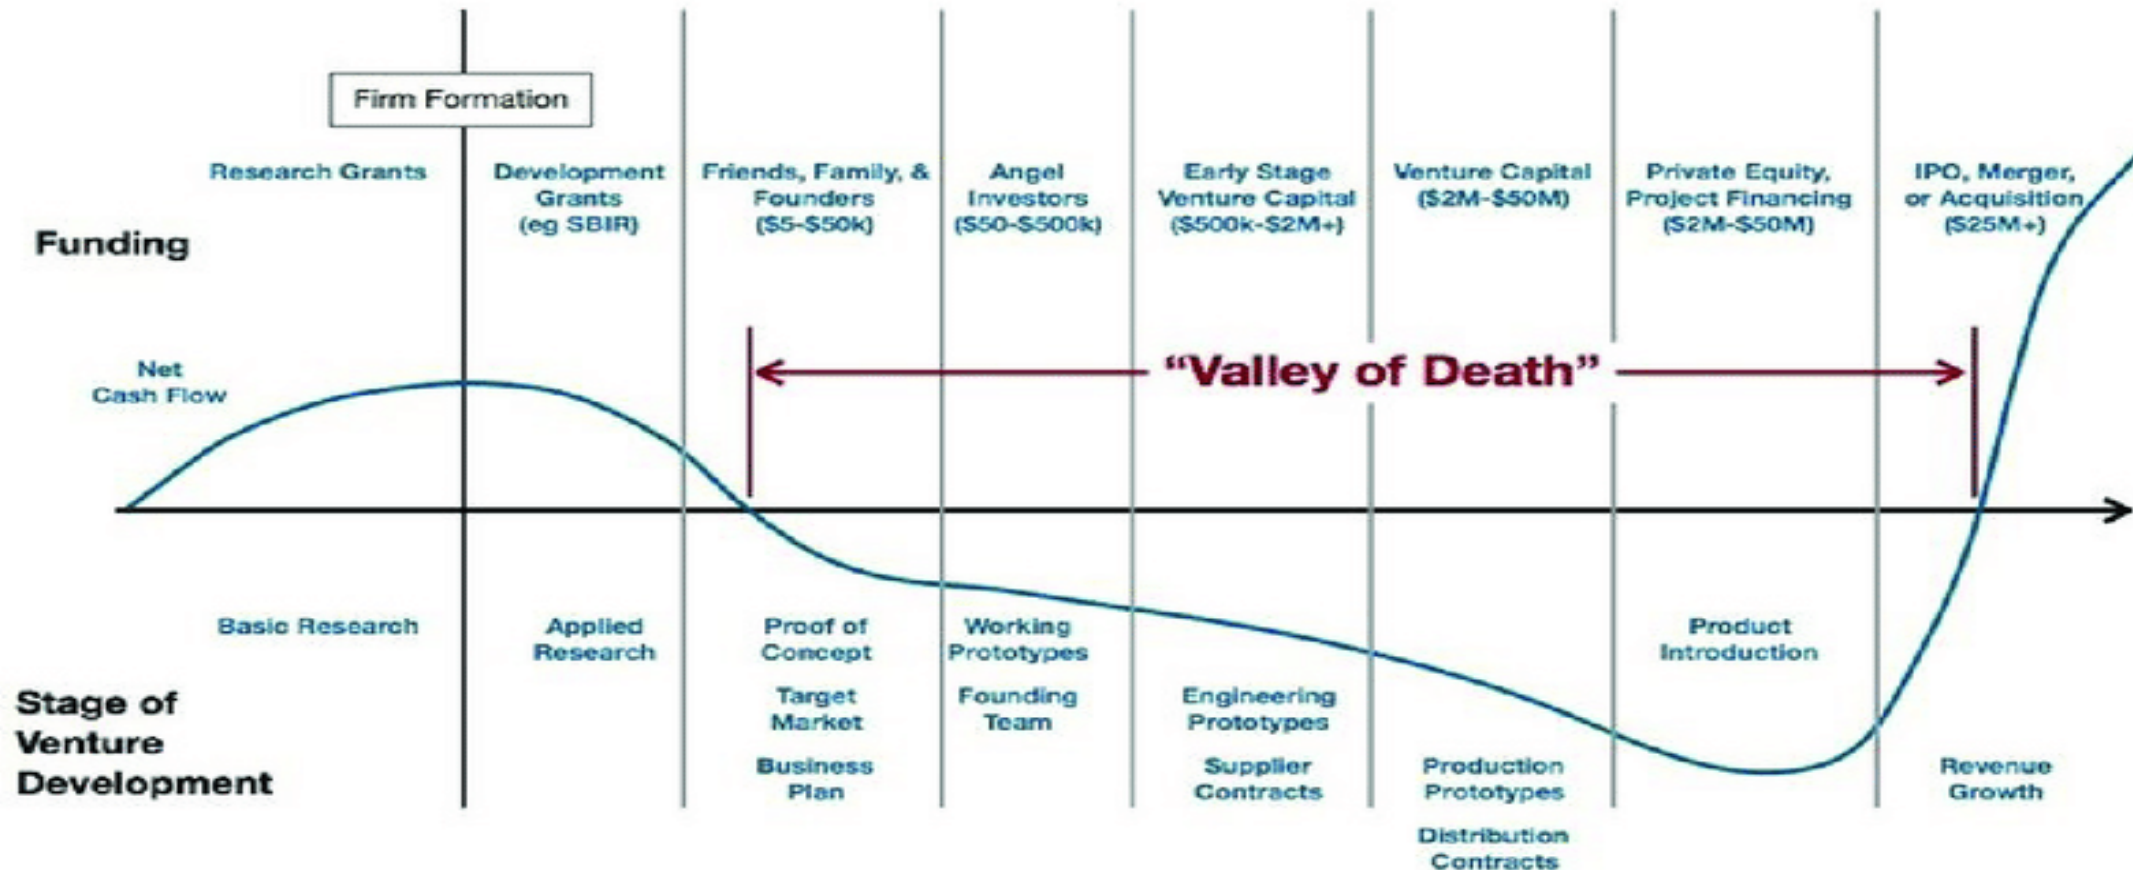 Firm Formation
Research Grants
Development
Grants
(eg SBIR)
Friends, Family, &
Founders
($5-$50k)
Angel
Investors
($50-$500k)
Early Stage
Venture Capital
($500k-$2M+)
Venture Capital
($2M-$50M)
Private Equity,
Project Financing
($2M-$50M)
IPO, Merger,
or Acquisition
($25M+)
Funding
Net
Cash Flow
“Valley of Death”
Basic Research
Applied
Research
Proof of
Concept
Target
Market
Business
Plan
Working
Prototypes
Founding
Team
Engineering
Prototypes
Supplier
Contracts
Production
Prototypes
Distribution
Contracts
Product
Introduction
Revenue
Growth
Stage of
Venture
Development